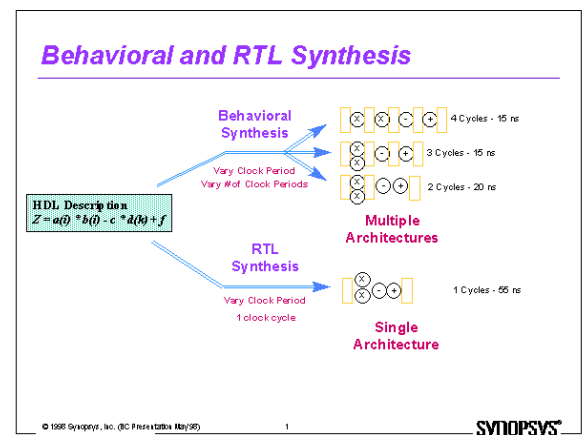 Behavioral and RTL Synthesis
Behavioral
Synthesis
Vary Clock Period
Vary # of Clock Periods
X X - +
4 Cycles - 15 ns
X
X - +
3 Cycles - 15 ns
X
X - +
2 Cycles - 20 ns
HDL Description
Z = a(i) * b(i) - c * d(k) + f
Multiple
Architectures
RTL
Synthesis
Vary Clock Period
1 clock cycle
X
X - +
1 Cycles - 55 ns
Single
Architecture
© 1998 Synopsys, Inc. (BC Presentation May'98)
1
SYNOPSYS®